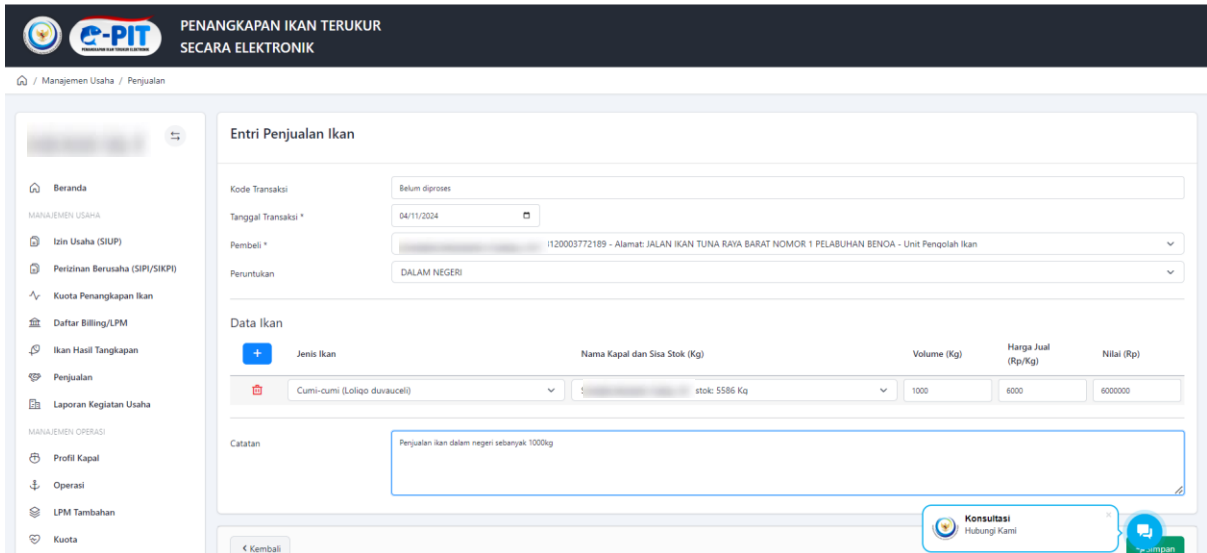 e-PIT
PENANGKAPAN IKAN TERUKUR
SECARA ELEKTRONIK
/ Manajemen Usaha / Penjualan
Entri Penjualan Ikan
Beranda
MANAJEMEN USAHA
Izin Usaha (SIUP)
Perizinan Berusaha (SIPI/SIKPI)
Kuota Penangkapan Ikan
Daftar Billing/LPM
Ikan Hasil Tangkapan
Penjualan
Laporan Kegiatan Usaha
MANAJEMEN OPERASI
Profil Kapal
Operasi
LPM Tambahan
Kuota
Kode Transaksi
Belum diproses
Tanggal Transaksi *
04/11/2024
Pembeli *
120003772189 - Alamat: JALAN IKAN TUNA RAYA BARAT NOMOR 1 PELABUHAN BENOA - Unit Pengolah Ikan
Peruntukan
DALAM NEGERI
Data Ikan
+ Jenis Ikan
Nama Kapal dan Sisa Stok (Kg)
Volume (Kg)
Harga Jual
(Rp/Kg)
Nilai (Rp)
Cumi-cumi (Loligo duvauceli)
stok: 5586 Kg
1000
6000
6000000
Catatan
Penjualan ikan dalam negeri sebanyak 1000kg
Kembali
Konsultasi
Hubungi Kami